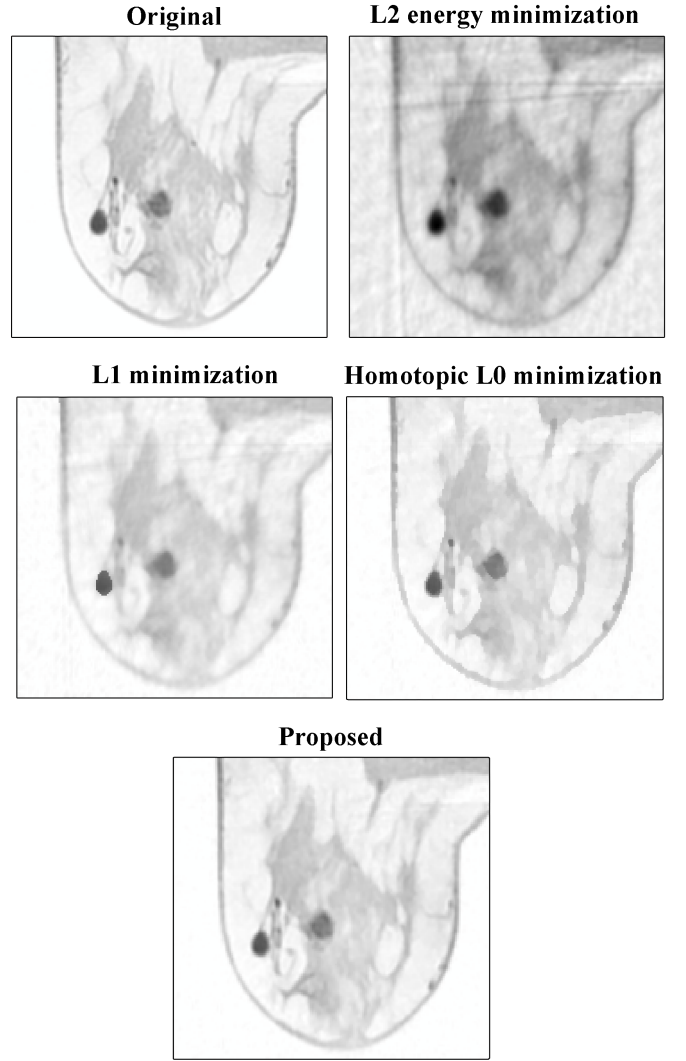 Original
L2 energy minimization
L1 minimization
Homotopic L0 minimization
Proposed